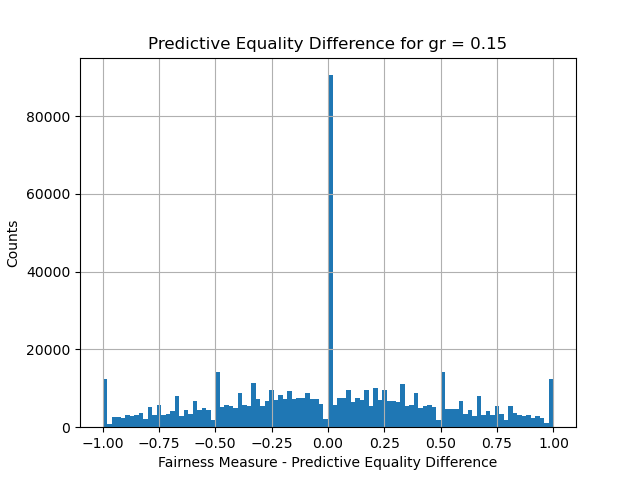 Predictive Equality Difference for gr = 0.15
Counts
80000
60000
40000
20000
0
−1.00 −0.75 −0.50 −0.25 0.00 0.25 0.50 0.75 1.00
Fairness Measure - Predictive Equality Difference